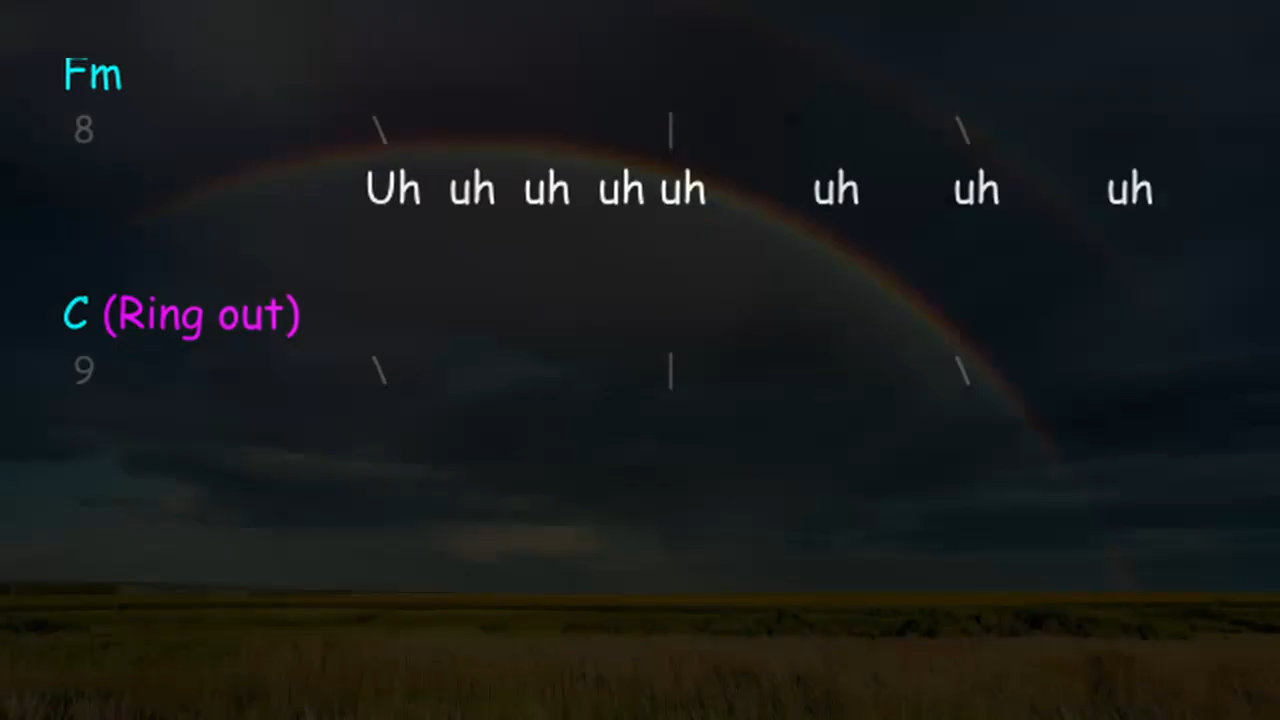 Fm
8 \ | \
Uh uh uh uh uh uh uh uh
C (Ring out)
9 \ | \